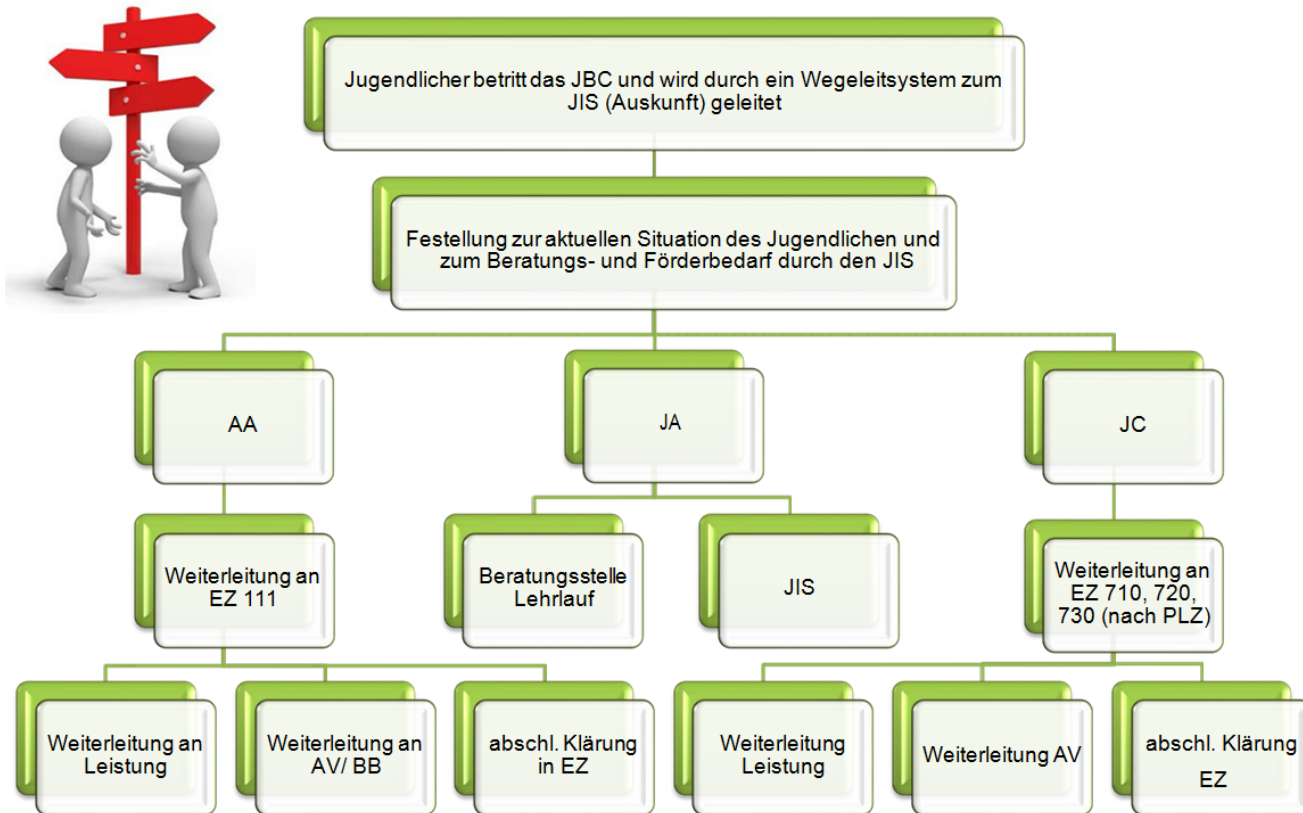 Jugendlicher betritt das JBC und wird durch ein Wegeleitsystem zum
JIS (Auskunft) geleitet
Festellung zur aktuellen Situation des Jugendlichen und
zum Beratungs- und Förderbedarf durch den JIS
AA
JA
JC
Weiterleitung an
EZ 111
Beratungsstelle
Lehrlauf
JIS
Weiterleitung an
EZ 710, 720,
730 (nach PLZ)
Weiterleitung an
Leistung
Weiterleitung an
AV/ BB
abschl. Klärung
in EZ
Weiterleitung
Leistung
Weiterleitung AV
abschl. Klärung
EZ